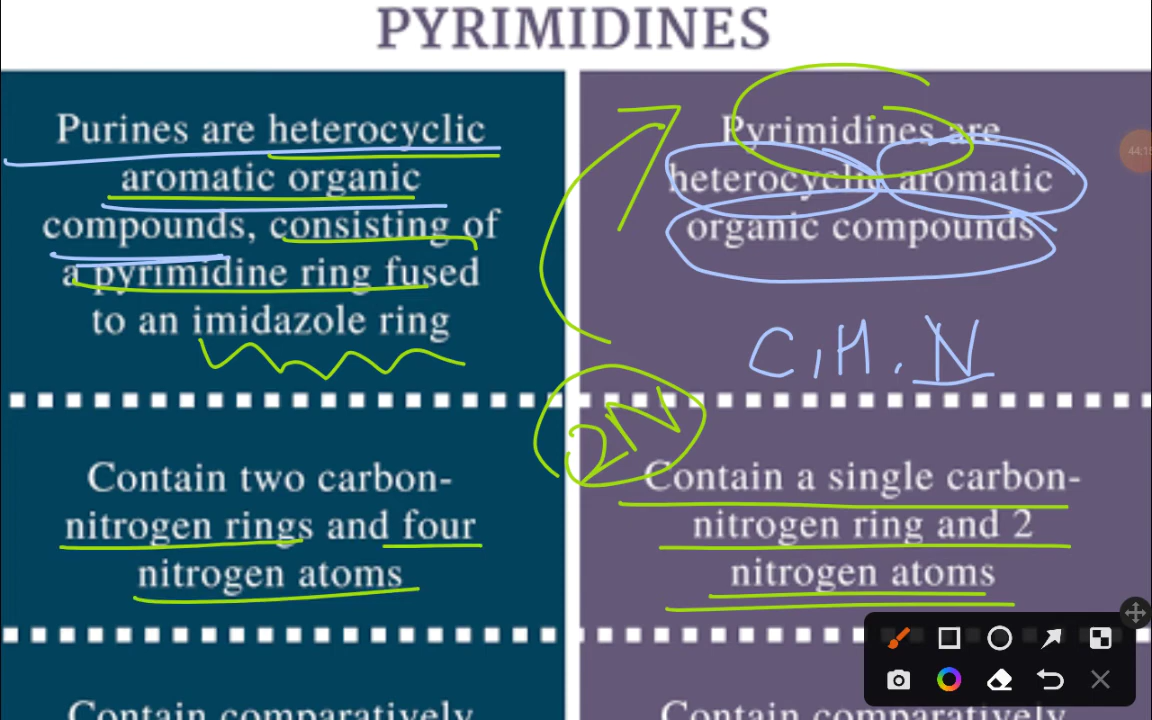 PYRIMIDINES
Purines are heterocyclic
aromatic organic
compounds, consisting of
a pyrimidine ring fused
to an imidazole ring
Pyrimidines are
heterocyclic aromatic
organic compounds
C, H, N
2N
Contain two carbon-
nitrogen rings and four
nitrogen atoms
Contain a single carbon-
nitrogen ring and 2
nitrogen atoms
Contain comparatively
Contain comparatively